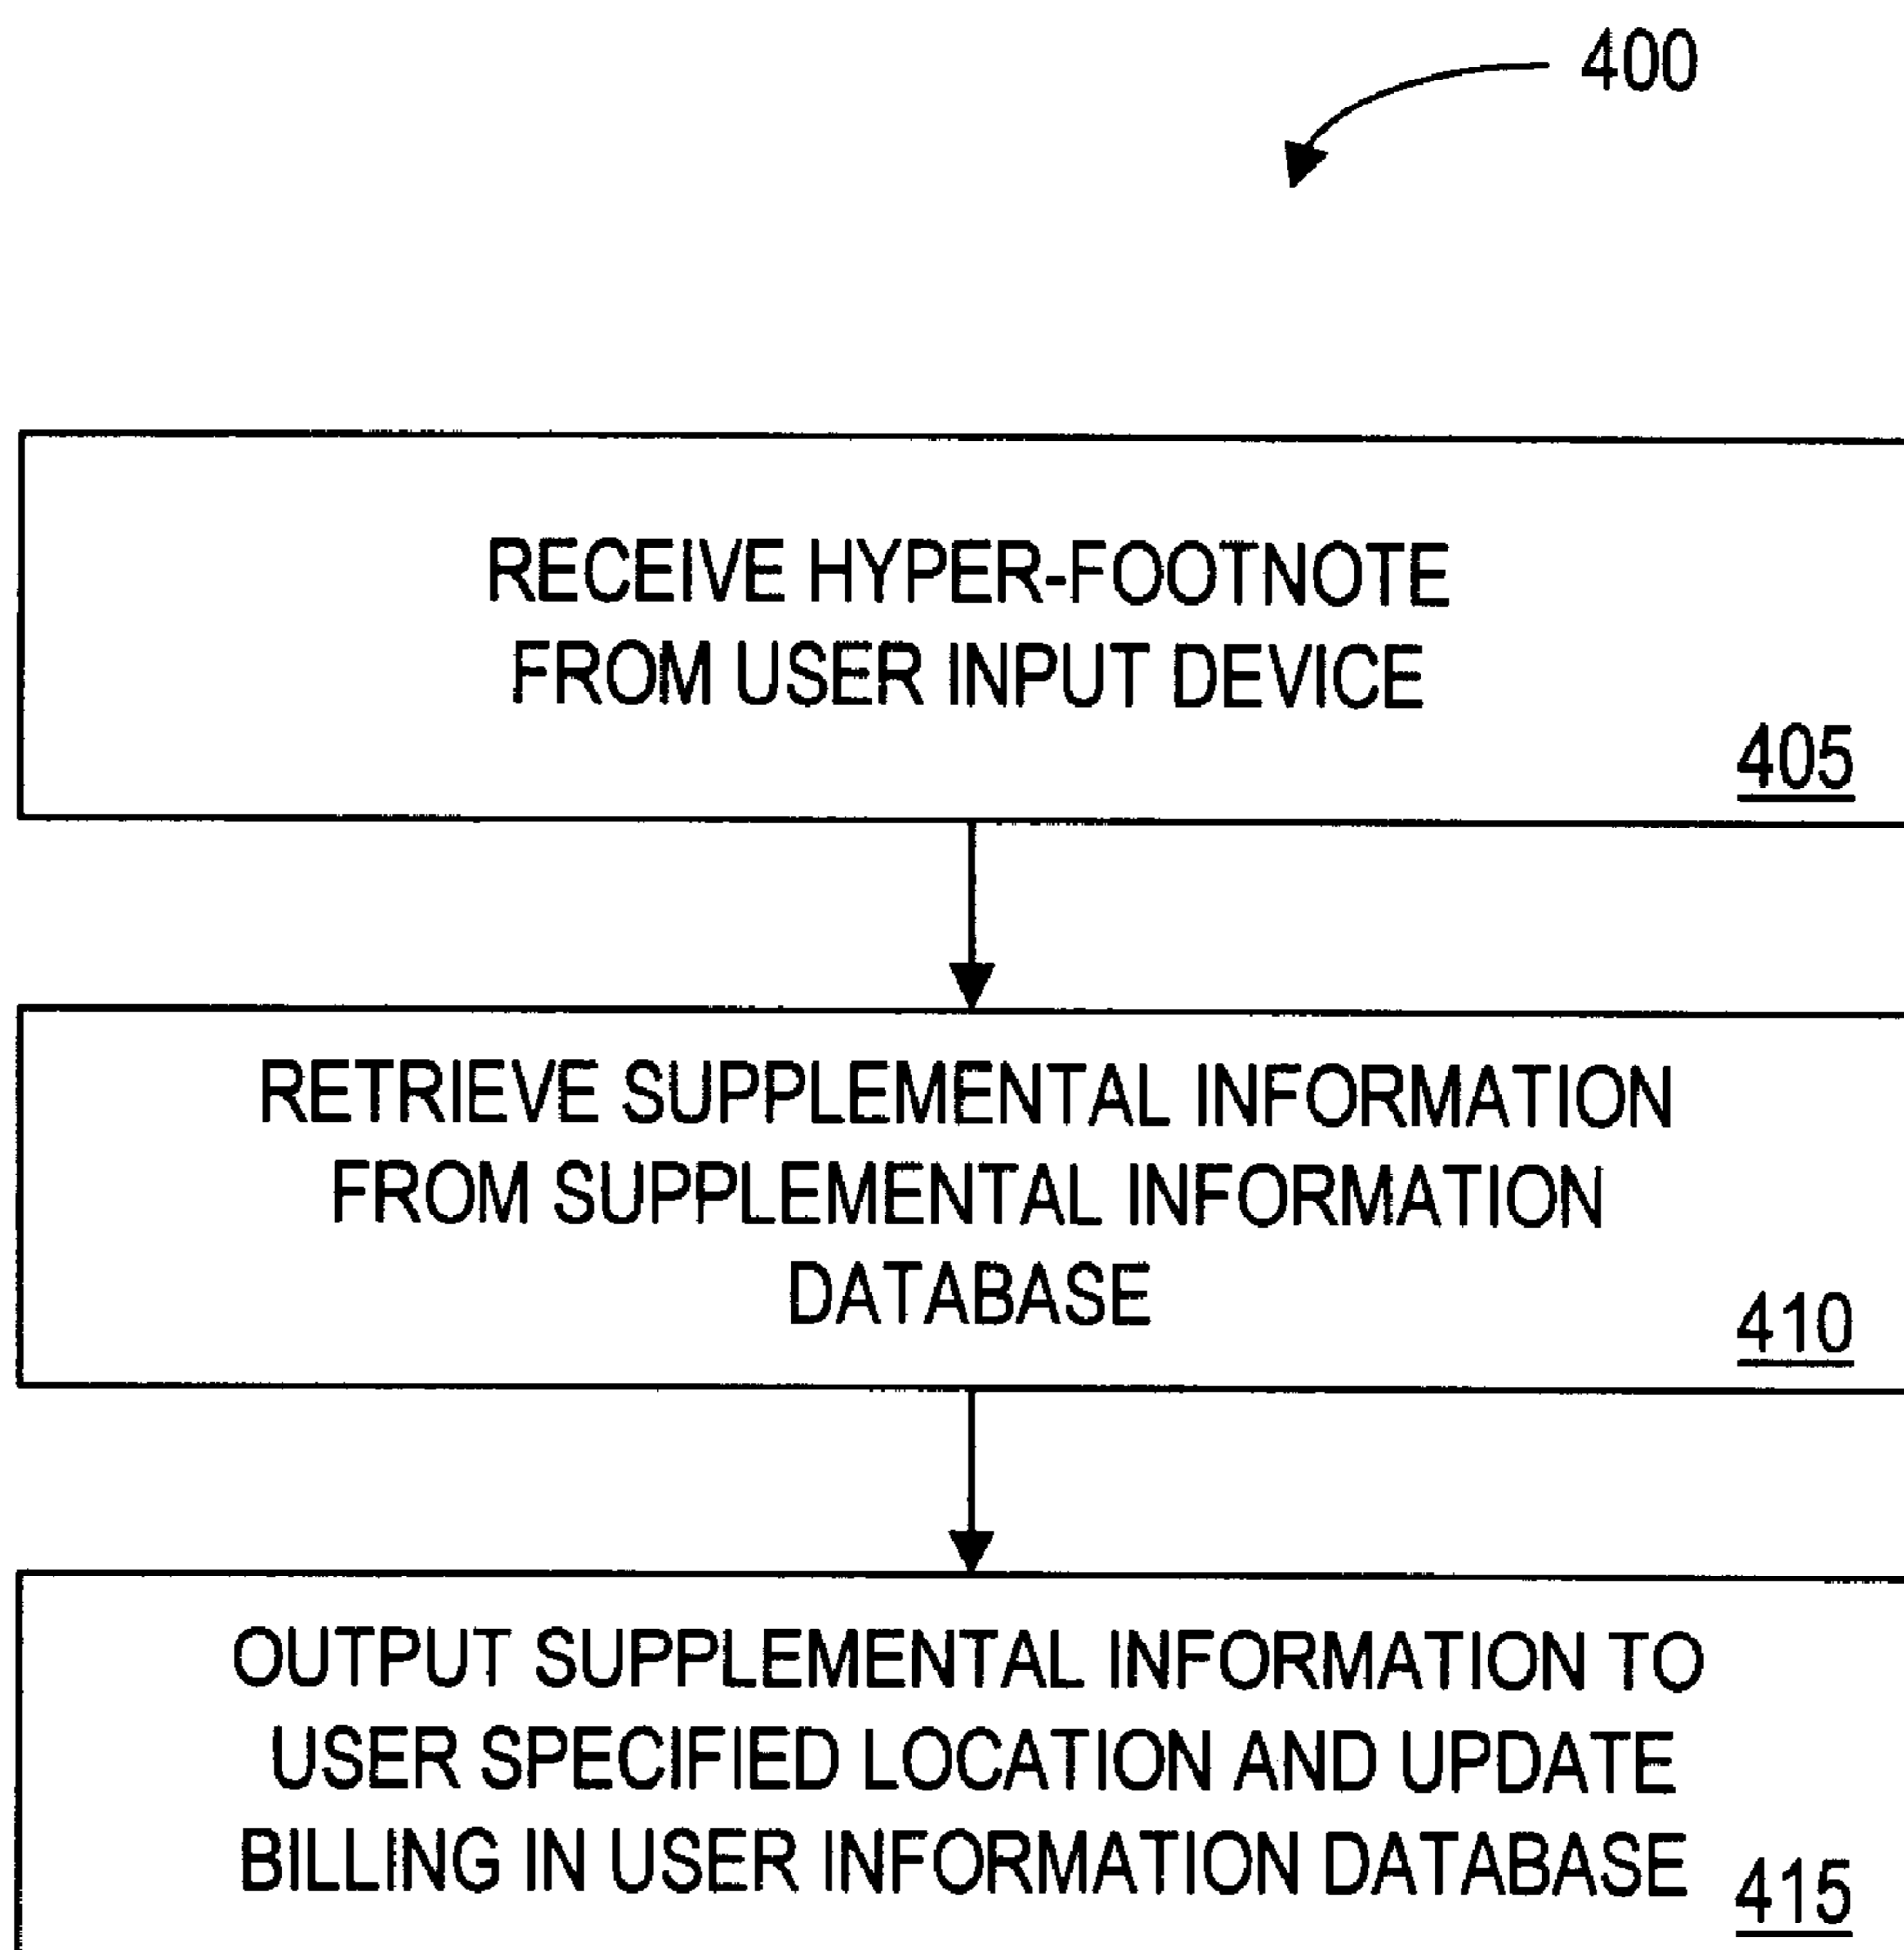 400
RECEIVE HYPER-FOOTNOTE
FROM USER INPUT DEVICE
405
RETRIEVE SUPPLEMENTAL INFORMATION
FROM SUPPLEMENTAL INFORMATION
DATABASE
410
OUTPUT SUPPLEMENTAL INFORMATION TO
USER SPECIFIED LOCATION AND UPDATE
BILLING IN USER INFORMATION DATABASE
415